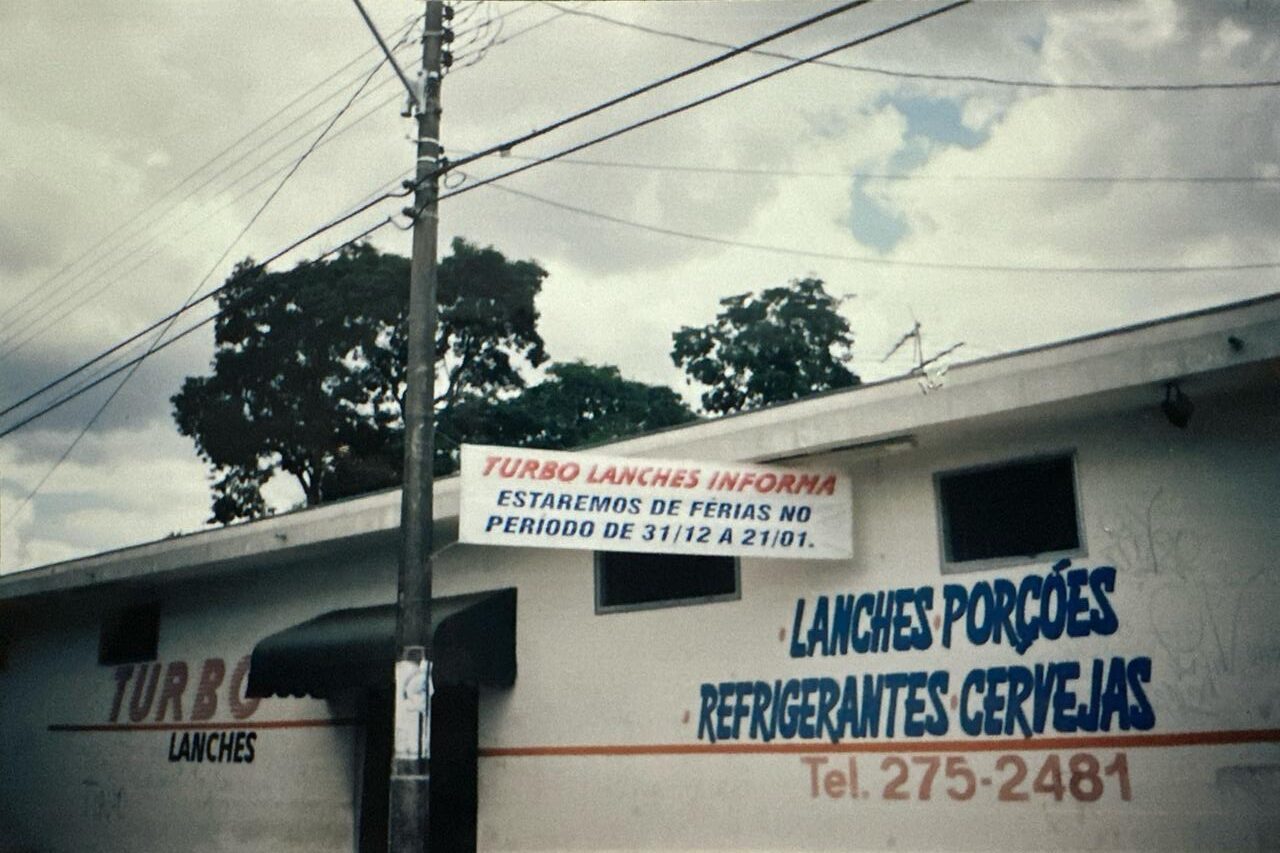 TURBO LANCHES INFORMA
ESTAREMOS DE FÉRIAS NO
PERÍODO DE 31/12 A 21/01.
TURBO
LANCHES
LANCHES PORÇÓES
REFRIGERANTES CERVEJAS
Tel. 275-2481